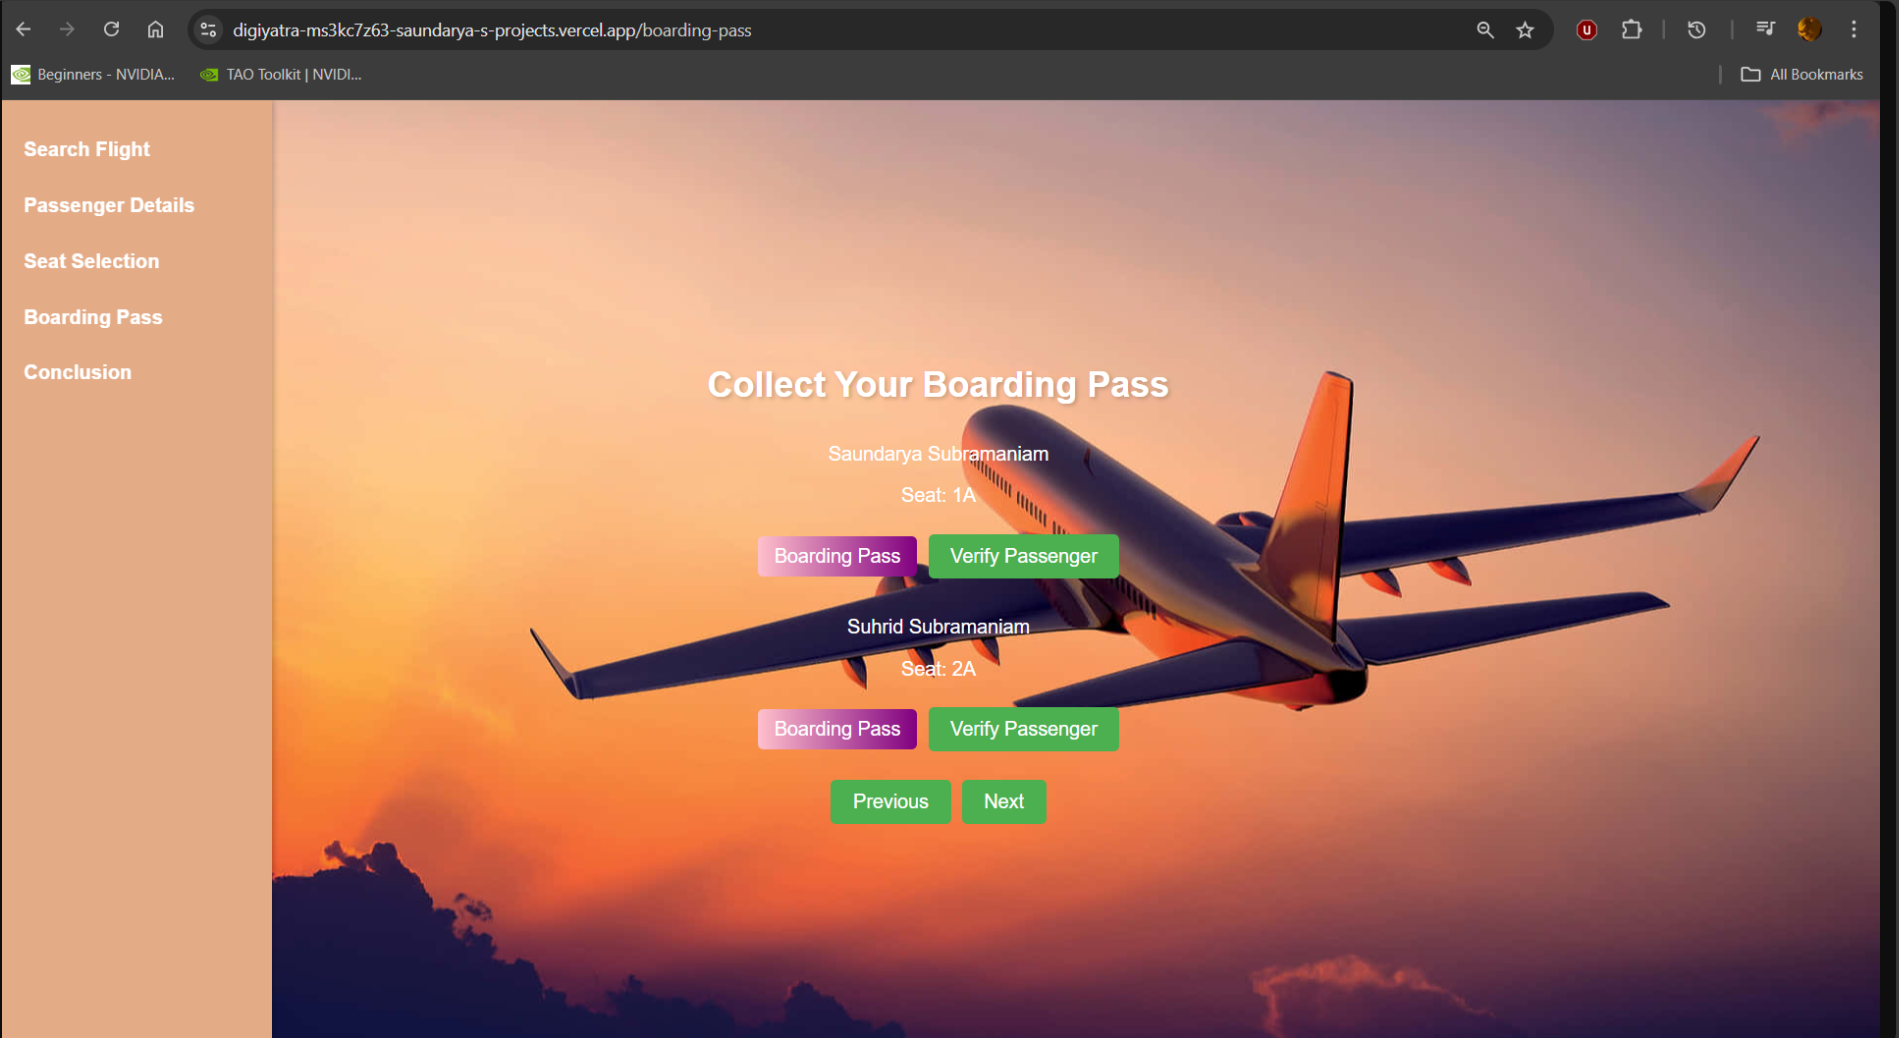 digiyatra-ms3kc7z63-saundarya-s-projects.vercel.app/boarding-pass
Beginners - NVIDIA...
TAO Toolkit | NVIDI...
All Bookmarks
Search Flight
Passenger Details
Seat Selection
Boarding Pass
Conclusion
Collect Your Boarding Pass
Saundarya Subramaniam
Seat: 1A
Boarding Pass
Verify Passenger
Suhrid Subramaniam
Seat: 2A
Boarding Pass
Verify Passenger
Previous
Next